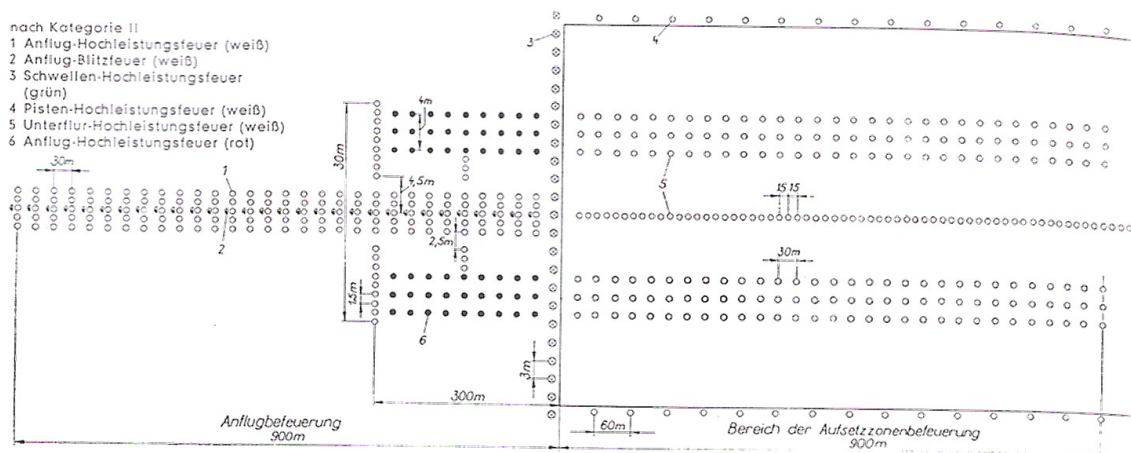 nach Kategorie II
1 Anflug-Hochleistungsfeuer (weiß)
2 Anflug-Blitzfeuer (weiß)
3 Schwellen-Hochleistungsfeuer
(grün)
4 Pisten-Hochleistungsfeuer (weiß)
5 Unterflur-Hochleistungsfeuer (weiß)
6 Anflug-Hochleistungsfeuer (rot)
3
4
4m
30m
30m
1
4,5m
5
15 15
2
2,5m
30m
1,5m
6
3m
300m
Anflugbefeuerung
900m
60m
Bereich der Aufsetzzonenbefeuerung
900m